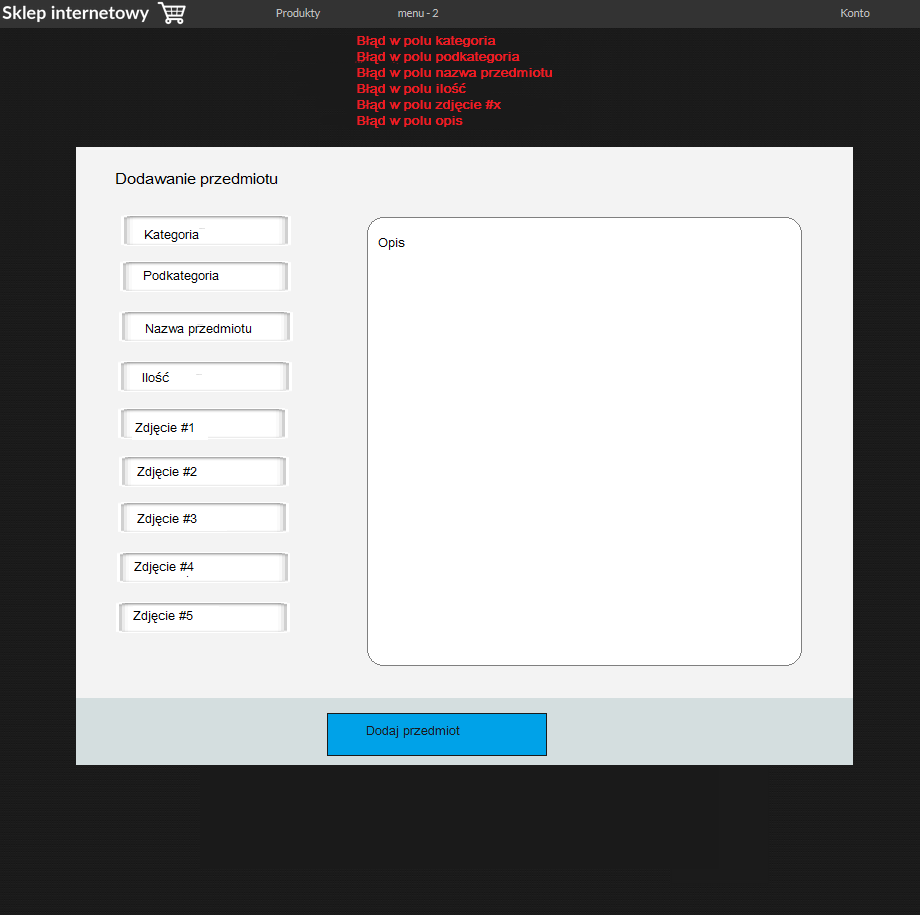 Sklep internetowy
Produkty
menu - 2
Konto
Błąd w polu kategoria
Błąd w polu podkategoria
Błąd w polu nazwa przedmiotu
Błąd w polu ilość
Błąd w polu zdjęcie #x
Błąd w polu opis
Dodawanie przedmiotu
Kategoria
Podkategoria
Nazwa przedmiotu
Ilość
Zdjęcie #1
Zdjęcie #2
Zdjęcie #3
Zdjęcie #4
Zdjęcie #5
Opis
Dodaj przedmiot